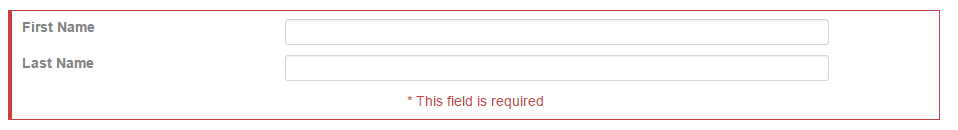 First Name
Last Name
* This field is required